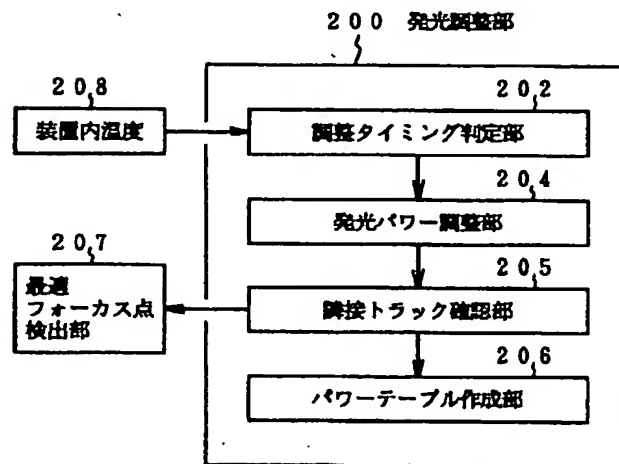 200 発光調整部
208
装置内温度
202
調整タイミング判定部
204
発光パワー調整部
207
最適
フォーカス点
検出部
205
隣接トラック確認部
206
パワーテーブル作成部